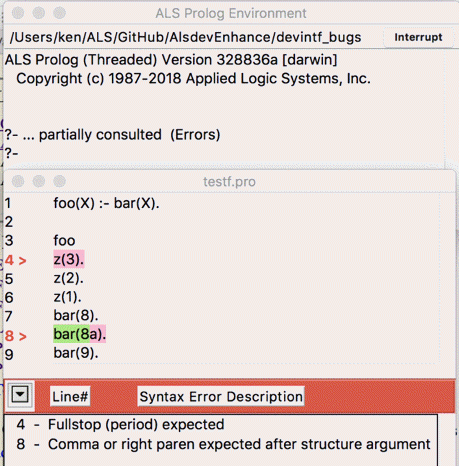 ALS Prolog Environment
/Users/ken/ALS/GitHub/AlsdevEnhance/devintf_bugs Interrupt
ALS Prolog (Threaded) Version 328836a [darwin]
Copyright (c) 1987-2018 Applied Logic Systems, Inc.
?- ... partially consulted (Errors)
?-
testf.pro
1 foo(X) :- bar(X).
2
3 foo
4 > z(3).
5 z(2).
6 z(1).
7 bar(8).
8 > bar(8a).
9 bar(9).
Line# Syntax Error Description
4 - Fullstop (period) expected
8 - Comma or right paren expected after structure argument